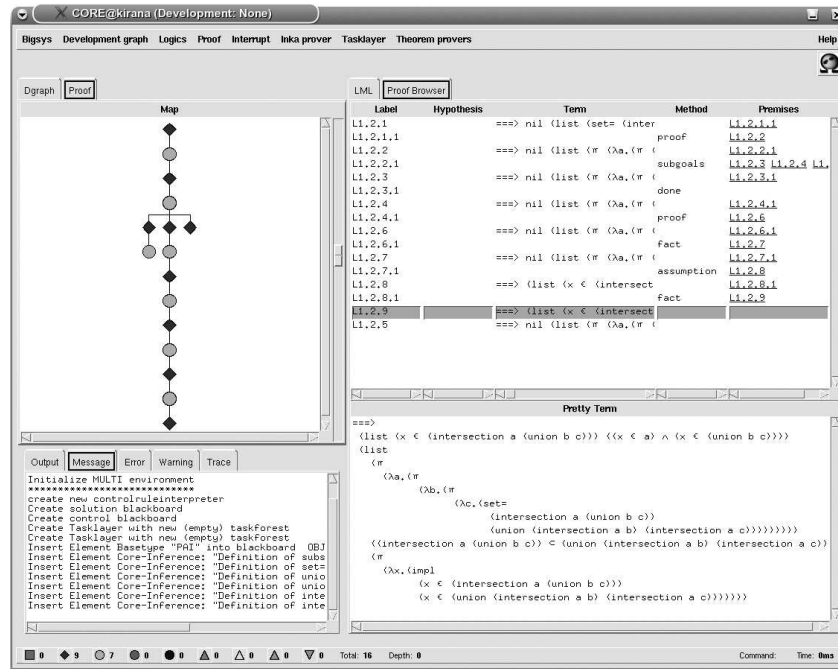 CORE@kirana (Development: None)
Bigsys Development graph Logics Proof Interrupt Inka prover Tasklayer Theorem provers Help
Dgraph Proof
Map
LML Proof Browser
Label Hypothesis Term Method Premises
L1.2.1 ===> nil (list (set= (inter L1.2.1.1
L1.2.1.1 proof L1.2.2
L1.2.2 ===> nil (list (π (λa.(π ( L1.2.2.1
L1.2.2.1 subgoals L1.2.3 L1.2.4 L1.
L1.2.3 ===> nil (list (π (λa.(π ( L1.2.3.1
L1.2.3.1 done
L1.2.4 ===> nil (list (π (λa.(π ( L1.2.4.1
L1.2.4.1 proof L1.2.6
L1.2.6 ===> nil (list (π (λa.(π ( L1.2.6.1
L1.2.6.1 fact L1.2.7
L1.2.7 ===> nil (list (π (λa.(π ( L1.2.7.1
L1.2.7.1 assumption L1.2.8
L1.2.8 ===> (list (x ∈ (intersect L1.2.8.1
L1.2.8.1 fact L1.2.9
L1.2.9 ===> (list (x ∈ (intersect
L1.2.5 ===> nil (list (π (λa.(π (
Pretty Term
===>
(list (x ∈ (intersection a (union b c))) ((x ∈ a) ∧ (x ∈ (union b c))))
(list
(π
(λa.(π
(λb.(π
(λc.(set=
(intersection a (union b c))
(union (intersection a b) (intersection a c)))))))))
((intersection a (union b c)) ⊂ (union (intersection a b) (intersection a c))
(π
(λx.(impl
(x ∈ (intersection a (union b c)))
(x ∈ (union (intersection a b) (intersection a c)))))))
Output Message Error Warning Trace
Initialize MULTI environment
****************************
create new controlruleinterpreter
Create solution blackboard
Create control blackboard
Create Tasklayer with new (empty) taskforest
Create Tasklayer with new (empty) taskforest
Insert Element Basetype "PAI" into blackboard OBJ
Insert Element Core-Inference: "Definition of subs
Insert Element Core-Inference: "Definition of set=
Insert Element Core-Inference: "Definition of unio
Insert Element Core-Inference: "Definition of unio
Insert Element Core-Inference: "Definition of inte
Insert Element Core-Inference: "Definition of inte
0 9 7 0 0 0 0 0 0 Total: 16 Depth: 0 Command: Time: 0ms